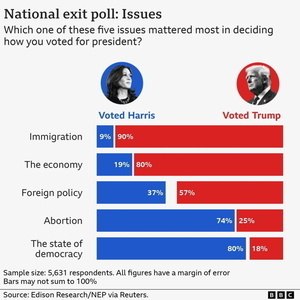 National exit poll: Issues
Which one of these five issues mattered most in deciding
how you voted for president?
Voted Harris
Voted Trump
Immigration 9% 90%
The economy 19% 80%
Foreign policy 37% 57%
Abortion 74% 25%
The state of
democracy 80% 18%
Sample size: 5,631 respondents. All figures have a margin of error
Bars may not sum to 100%
Source: Edison Research/NEP via Reuters.
BBC